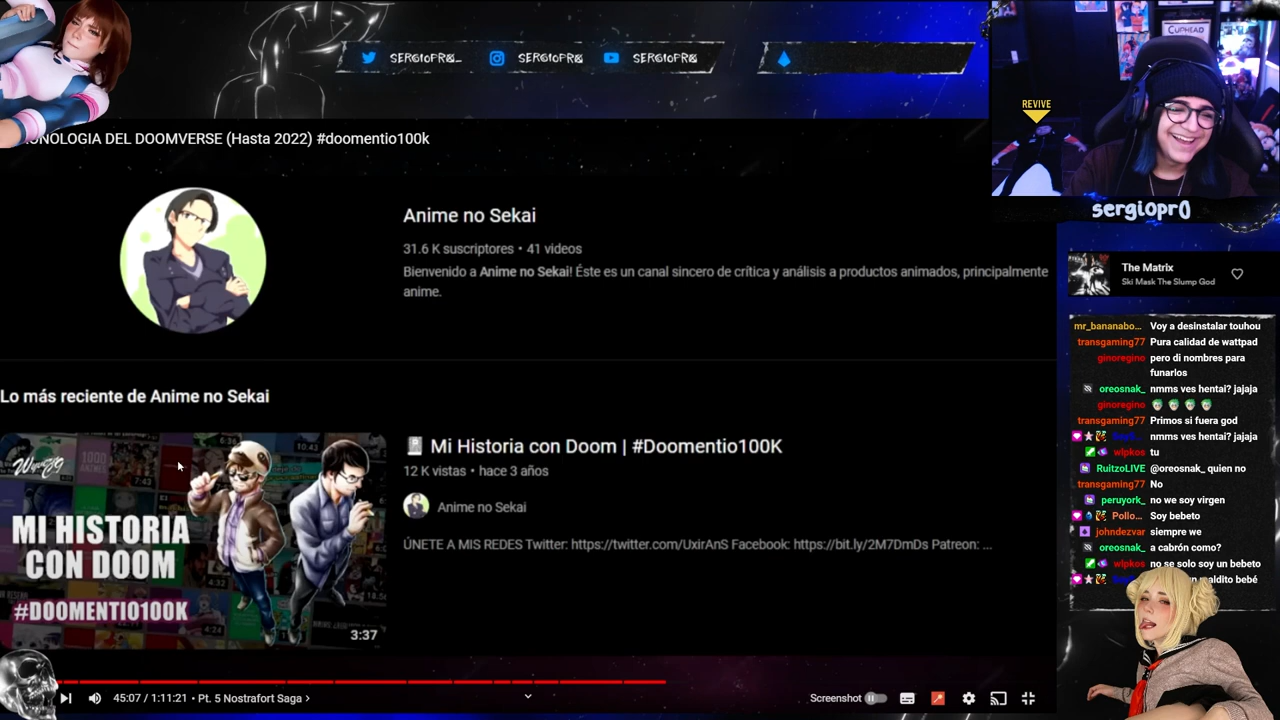 SERGIOPR0_
SERGIOPR0
SERGIOPR0
CUPHEAD
REVIVE
DEL DOOMVERSE (Hasta 2022) #doomentio100k
sergiopr0
Anime no Sekai
31.6 K suscriptores • 41 videos
Bienvenido a Anime no Sekai! Éste es un canal sincero de crítica y análisis a productos animados, principalmente
anime.
The Matrix
Ski Mask The Slump God
mr_bananabo... Voy a desinstalar touhou
transgaming77 Pura calidad de wattpad
ginoregino pero di nombres para
funarlos
oreosnak_ nmms ves hentai? jajaja
ginoregino
transgaming77 Primos si fuera god
nmms ves hentai? jajaja
wlpkos tu
RuitzoLIVE @oreosnak_ quien no
transgaming77 No
peruyork_ no we soy virgen
Pollo... Soy bebeto
johndezvar siempre we
oreosnak_ a cabrón como?
wlpkos no se solo soy un bebeto
maldito bebé
Lo más reciente de Anime no Sekai
MI HISTORIA
CON DOOM
#DOOMENTIO100K
3:37
Mi Historia con Doom | #Doomentio100K
12 K vistas • hace 3 años
Anime no Sekai
ÚNETE A MIS REDES Twitter: https://twitter.com/UxirAnS Facebook: https://bit.ly/2M7DmDs Patreon: ...
45:07 / 1:11:21 • Pt. 5 Nostrafort Saga >
Screenshot